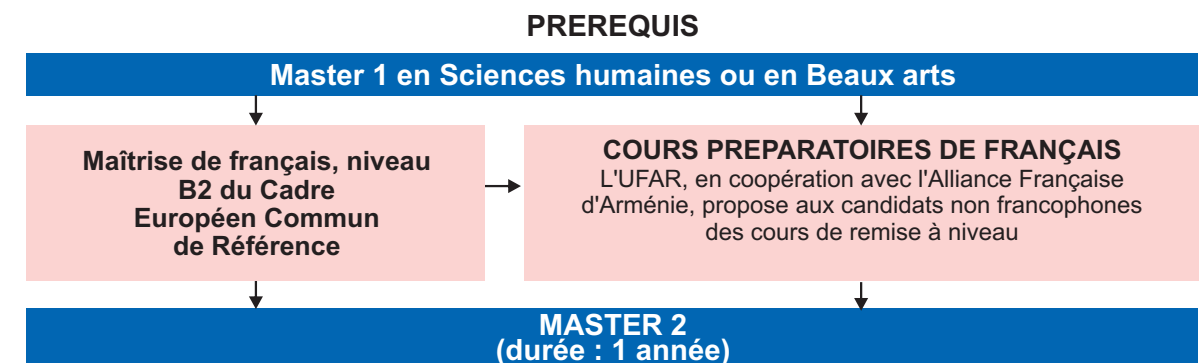 PREREQUIS
Master 1 en Sciences humaines ou en Beaux arts
Maîtrise de français, niveau
B2 du Cadre
Européen Commun
de Référence
COURS PREPARATOIRES DE FRANÇAIS
L'UFAR, en coopération avec l'Alliance Française
d'Arménie, propose aux candidats non francophones
des cours de remise à niveau
MASTER 2
(durée : 1 année)